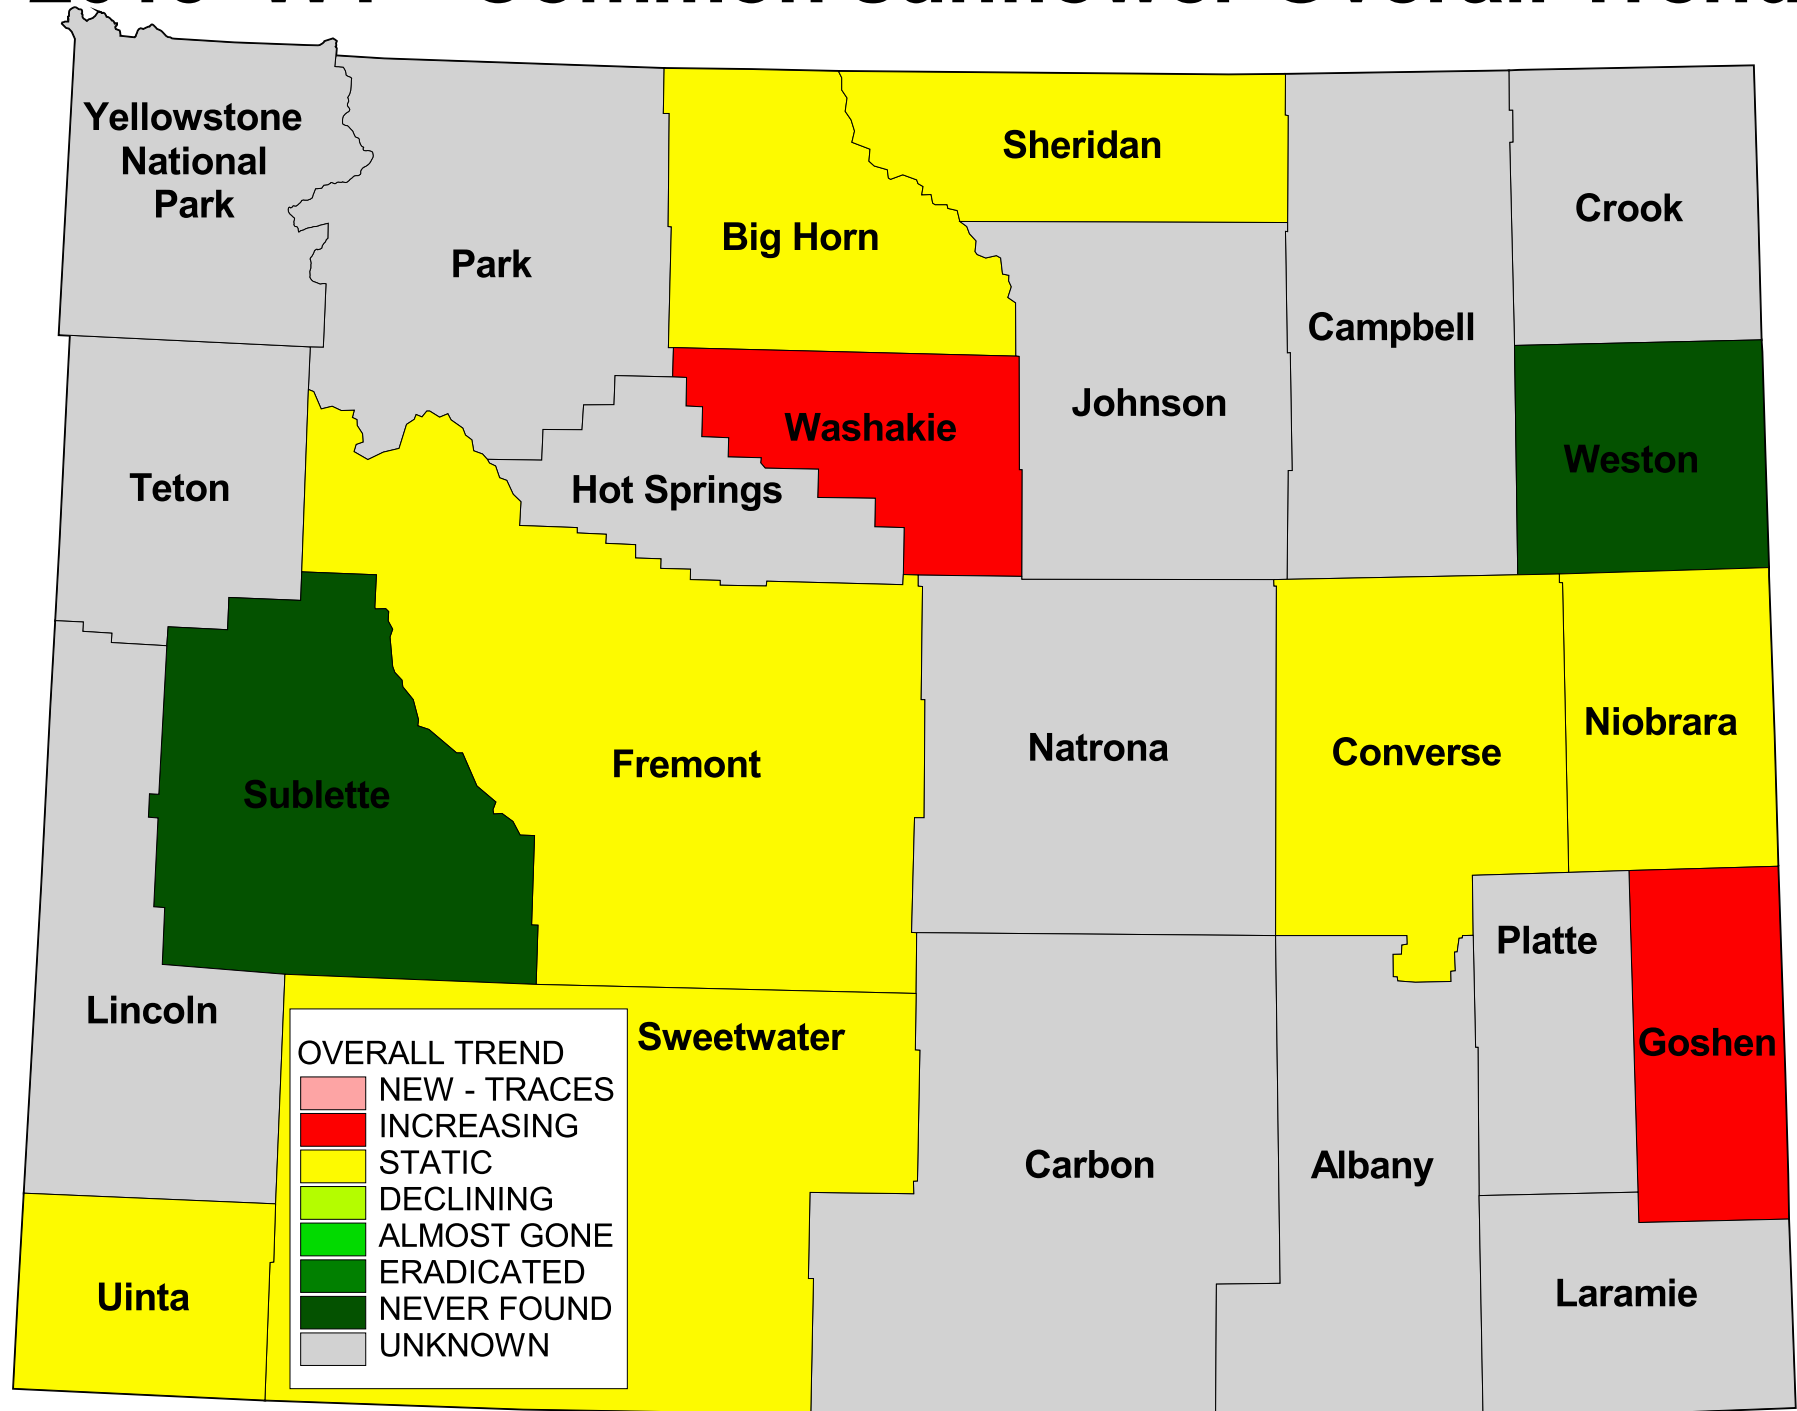 Yellowstone
National
Park
Park
Big Horn
Sheridan
Campbell
Crook
Johnson
Washakie
Hot Springs
Weston
Teton
Fremont
Natrona
Converse
Niobrara
Sublette
Platte
Goshen
Lincoln
Sweetwater
Carbon
Albany
Laramie
Uinta
OVERALL TREND
NEW - TRACES
INCREASING
STATIC
DECLINING
ALMOST GONE
ERADICATED
NEVER FOUND
UNKNOWN